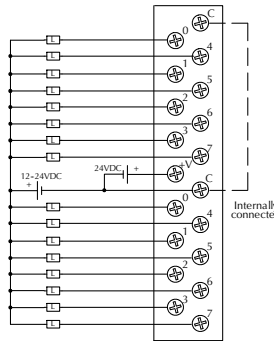 C
L 0
L 4
L 1
L 5
L 2
L 6
L 3
L 7
24VDC + +V
12-24VDC + C
L 0
Internally
connecte
L 4
L 1
L 5
L 2
L 6
L 3
L 7